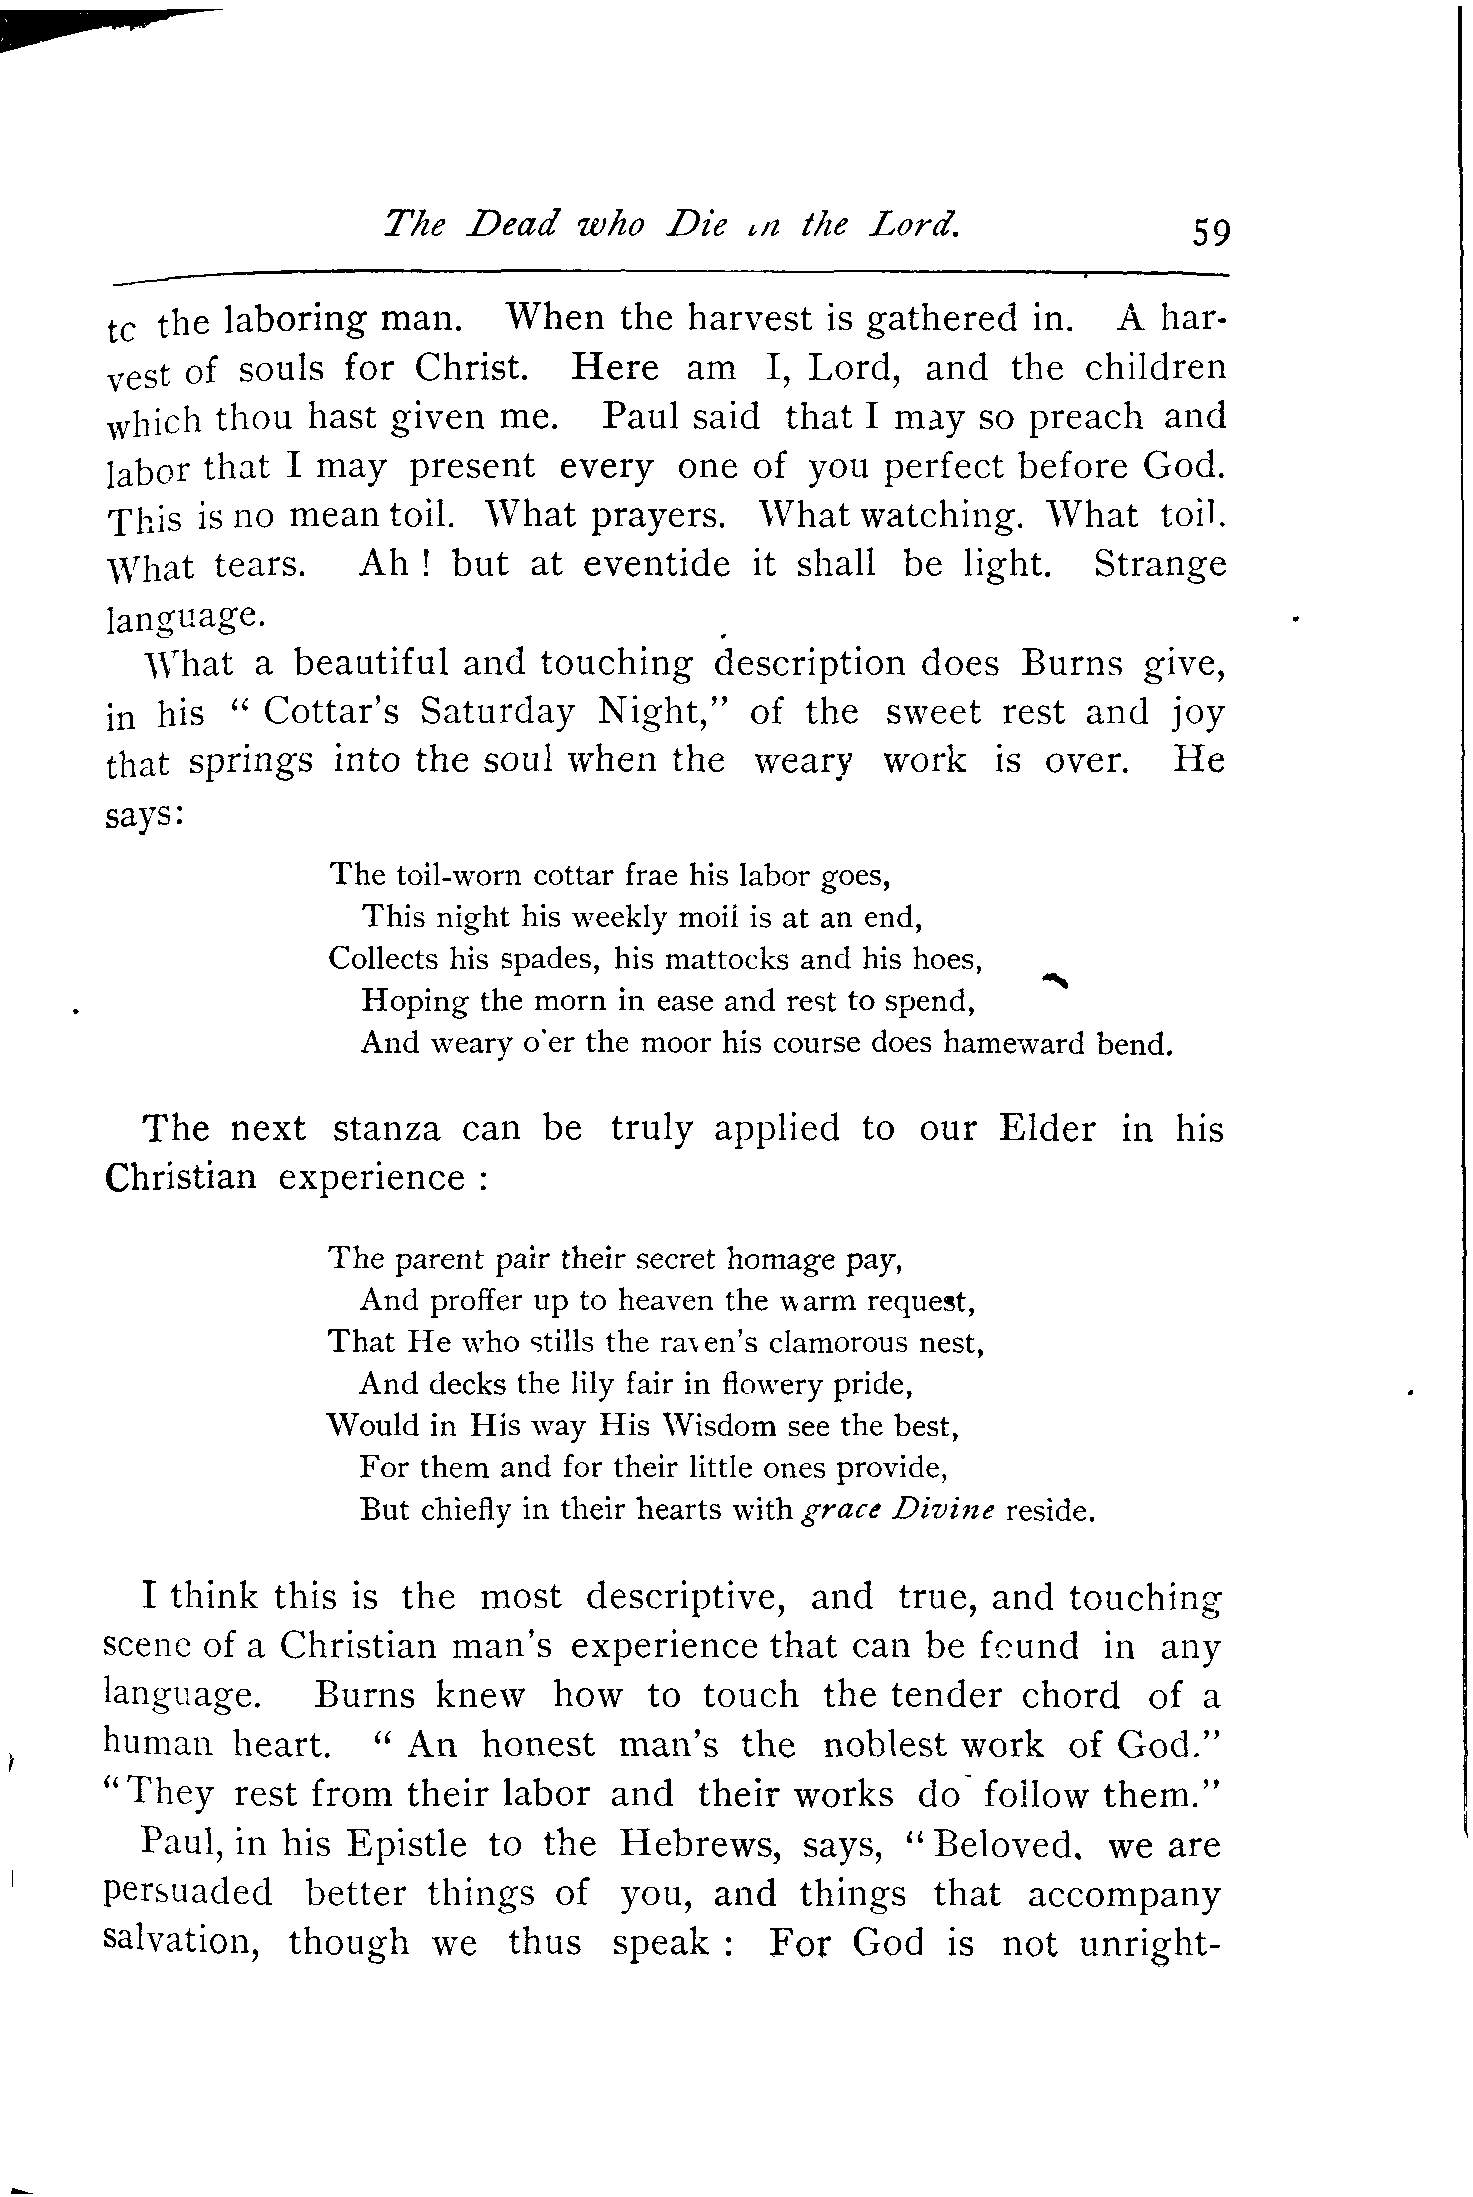 The Dead who Die in the Lord. 59
to the laboring man. When the harvest is gathered in. A har-
vest of souls for Christ. Here am I, Lord, and the children
which thou hast given me. Paul said that I may so preach and
labor that I may present every one of you perfect before God.
This is no mean toil. What prayers. What watching. What toil.
What tears. Ah ! but at eventide it shall be light. Strange
language.
What a beautiful and touching description does Burns give,
in his " Cottar's Saturday Night," of the sweet rest and joy
that springs into the soul when the weary work is over. He
says:
The toil-worn cottar frae his labor goes,
This night his weekly moil is at an end,
Collects his spades, his mattocks and his hoes,
Hoping the morn in ease and rest to spend,
And weary o'er the moor his course does hameward bend.
The next stanza can be truly applied to our Elder in his
Christian experience :
The parent pair their secret homage pay,
And proffer up to heaven the warm request,
That He who stills the raven's clamorous nest,
And decks the lily fair in flowery pride,
Would in His way His Wisdom see the best,
For them and for their little ones provide,
But chiefly in their hearts with grace Divine reside.
I think this is the most descriptive, and true, and touching
scene of a Christian man's experience that can be found in any
language. Burns knew how to touch the tender chord of a
human heart. " An honest man's the noblest work of God."
"They rest from their labor and their works do follow them."
Paul, in his Epistle to the Hebrews, says, " Beloved, we are
persuaded better things of you, and things that accompany
salvation, though we thus speak : For God is not unright-